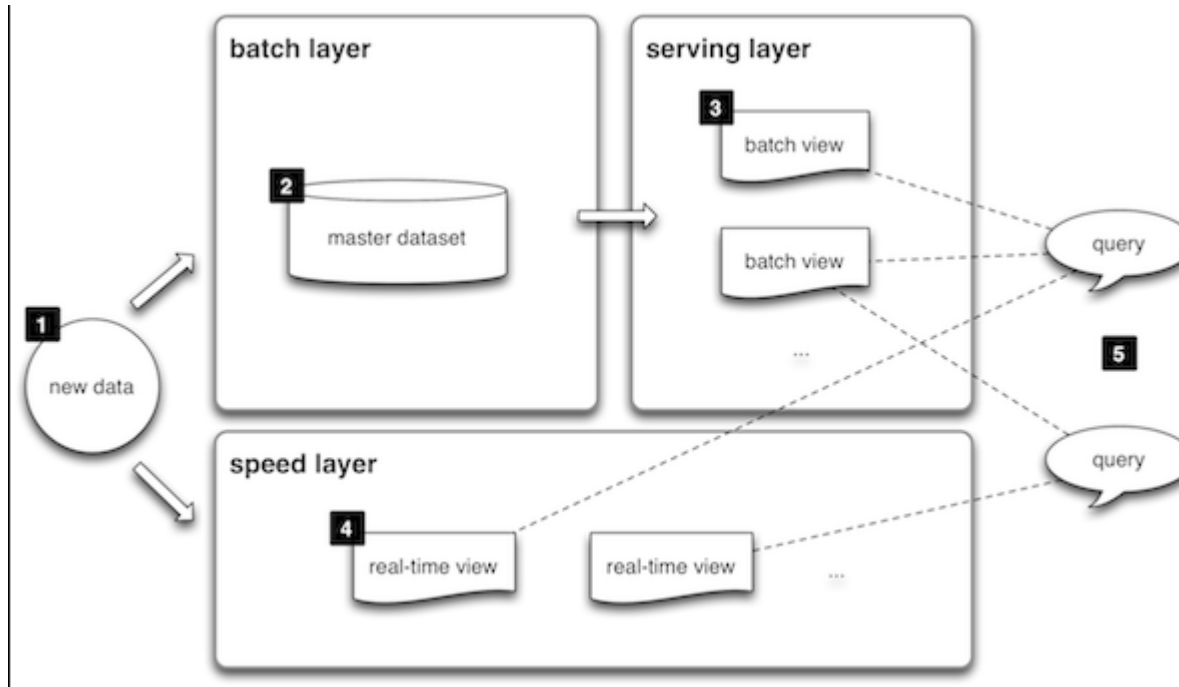 batch layer
serving layer
3
batch view
2
master dataset
batch view
query
1
new data
...
5
speed layer
query
4
real-time view
real-time view
...